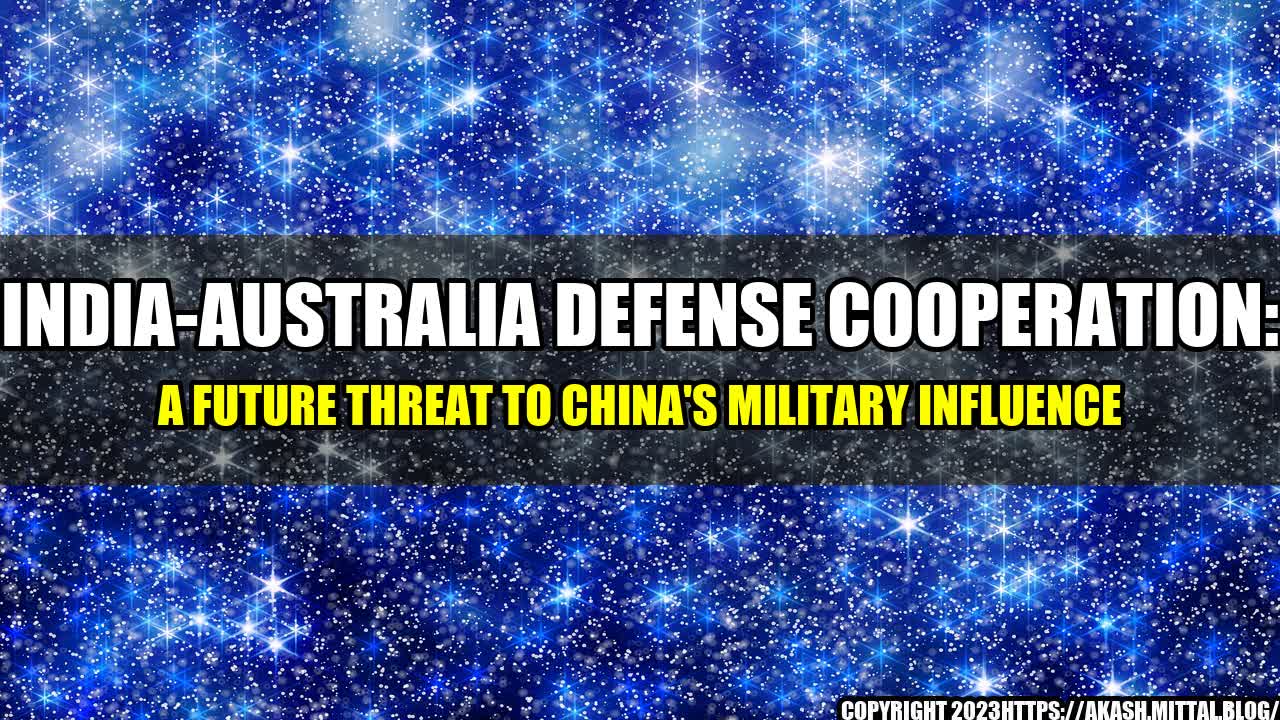 INDIA-AUSTRALIA DEFENSE COOPERATION:
A FUTURE THREAT TO CHINA'S MILITARY INFLUENCE
COPYRIGHT 2023HTTPS://AKASH.MITTAL.BLOG/